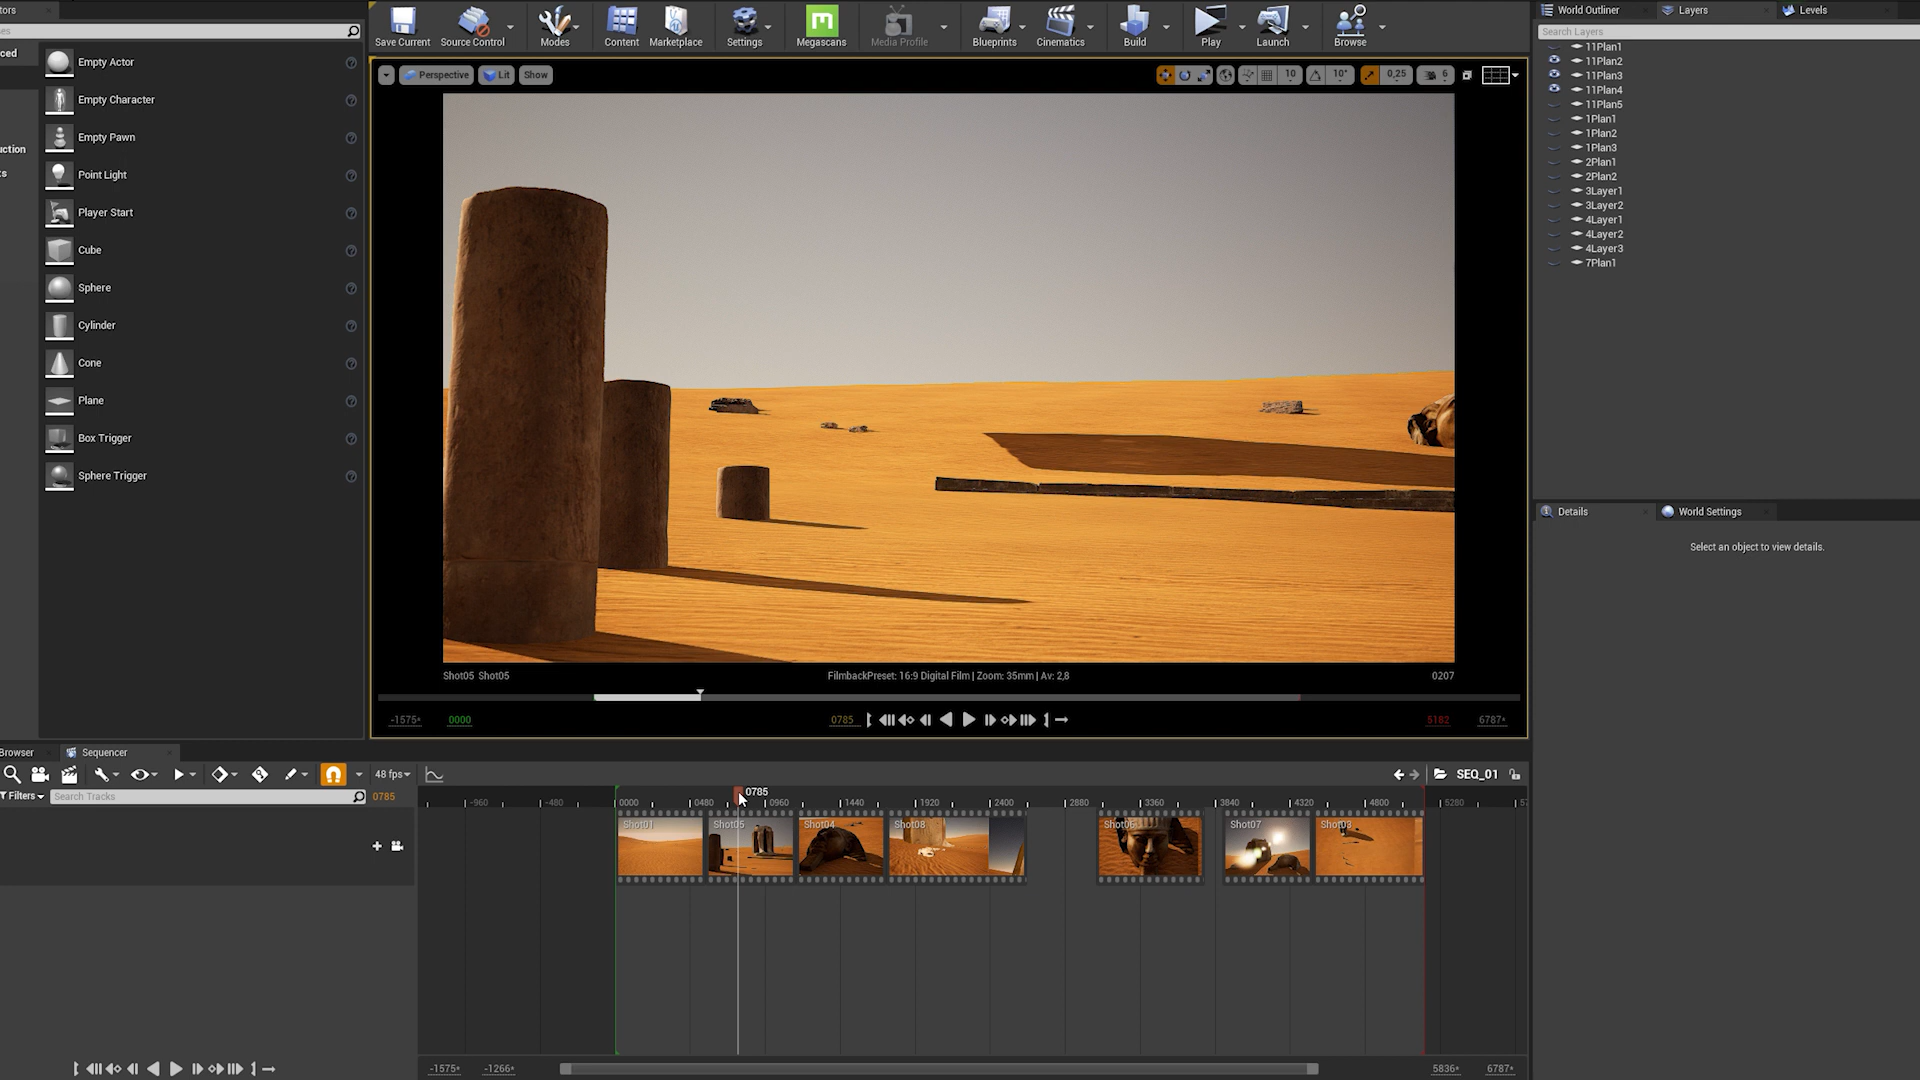 tors
World Outliner
Layers
Levels
Save Current
Source Control
Modes
Content
Marketplace
Settings
Megascans
Media Profile
Blueprints
Cinematics
Build
Play
Launch
Browse
es
Search Layers
ced
uction
ts
Empty Actor
Empty Character
Empty Pawn
Point Light
Player Start
Cube
Sphere
Cylinder
Cone
Plane
Box Trigger
Sphere Trigger
Perspective
Lit
Show
10
10°
0,25
6
11Plan1
11Plan2
11Plan3
11Plan4
11Plan5
1Plan1
1Plan2
1Plan3
2Plan1
2Plan2
3Layer1
3Layer2
4Layer1
4Layer2
4Layer3
7Plan1
Details
World Settings
Select an object to view details.
Shot05 Shot05
FilmbackPreset: 16:9 Digital Film | Zoom: 35mm | Av: 2,8
0207
-1575*
0000
0785
5182
6787*
Browser
Sequencer
48 fps
SEQ_01
Filters
Search Tracks
0785
0785
-960
-480
0000
0480
0960
1440
1920
2400
2880
3360
3840
4320
4800
5280
Shot01
Shot05
Shot04
Shot08
Shot06
Shot07
Shot03
-1575*
-1266*
5836*
6787*